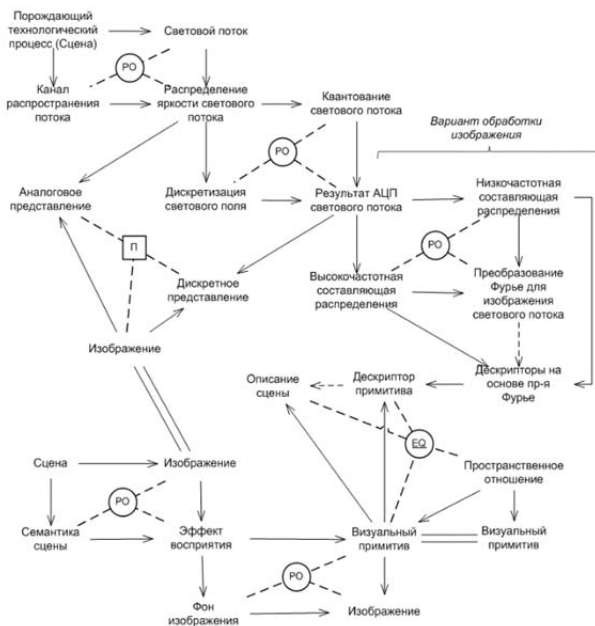 Порождающий
технологический
процесс (Сцена)
Световой поток
РО
Канал
распространения
потока
Распределение
яркости светового
потока
Квантование
светового потока
Вариант обработки
изображения
РО
Аналоговое
представление
Дискретизация
светового поля
Результат АЦП
светового потока
Низкочастотная
составляющая
распределения
РО
П
Дискретное
представление
Высокочастотная
составляющая
распределения
Преобразование
Фурье для
изображения
светового потока
Изображение
Описание
сцены
Дескриптор
примитива
Дескрипторы на
основе пр-я
Фурье
EQ
Сцена
Изображение
Пространственное
отношение
РО
Семантика
сцены
Эффект
восприятия
Визуальный
примитив
Визуальный
примитив
РО
Фон
изображения
Изображение